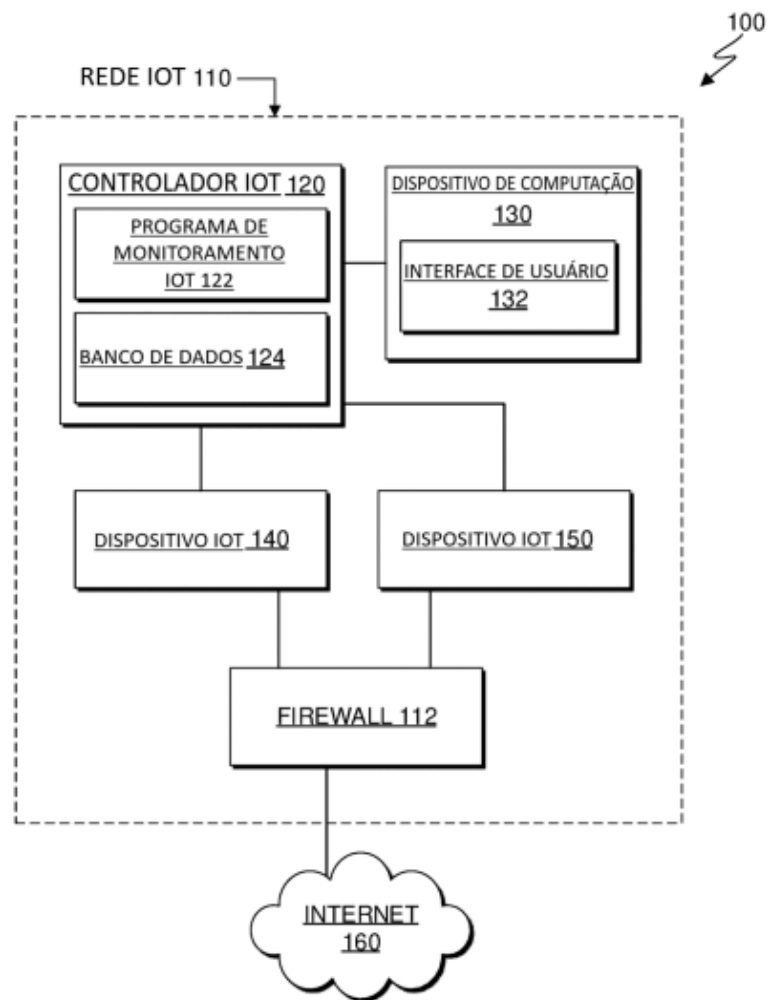 100
REDE IOT 110
CONTROLADOR IOT 120
PROGRAMA DE
MONITORAMENTO
IOT 122
BANCO DE DADOS 124
DISPOSITIVO DE COMPUTAÇÃO
130
INTERFACE DE USUÁRIO
132
DISPOSITIVO IOT 140
DISPOSITIVO IOT 150
FIREWALL 112
INTERNET
160